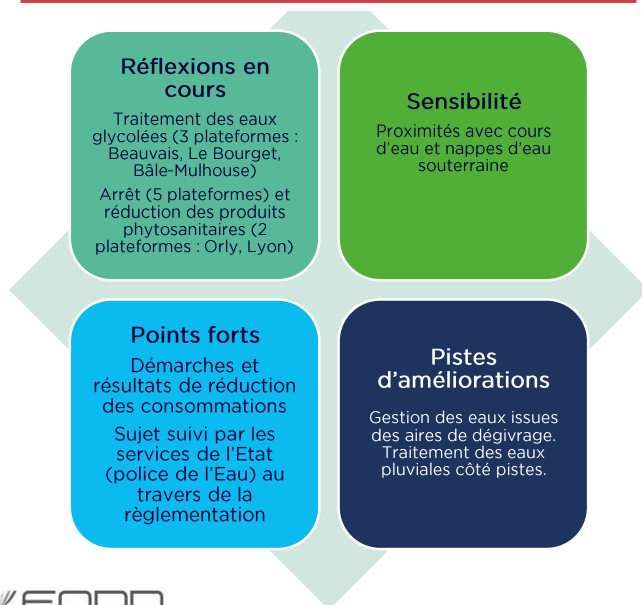 Réflexions en
cours
Traitement des eaux
glycolées (3 plateformes :
Beauvais, Le Bourget,
Bâle-Mulhouse)
Arrêt (5 plateformes) et
réduction des produits
phytosanitaires (2
plateformes : Orly, Lyon)
Sensibilité
Proximités avec cours
d'eau et nappes d'eau
souterraine
Points forts
Démarches et
résultats de réduction
des consommations
Sujet suivi par les
services de l'Etat
(police de l'Eau) au
travers de la
règlementation
Pistes
d'améliorations
Gestion des eaux issues
des aires de dégivrage.
Traitement des eaux
pluviales côté pistes.